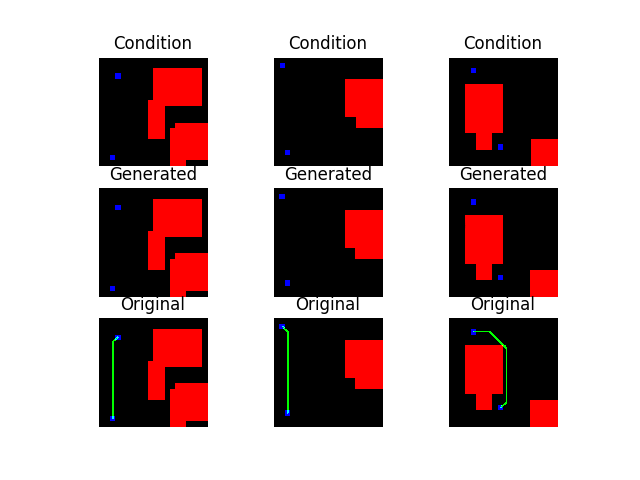 Condition Condition Condition
Generated Generated Generated
Original Original Original